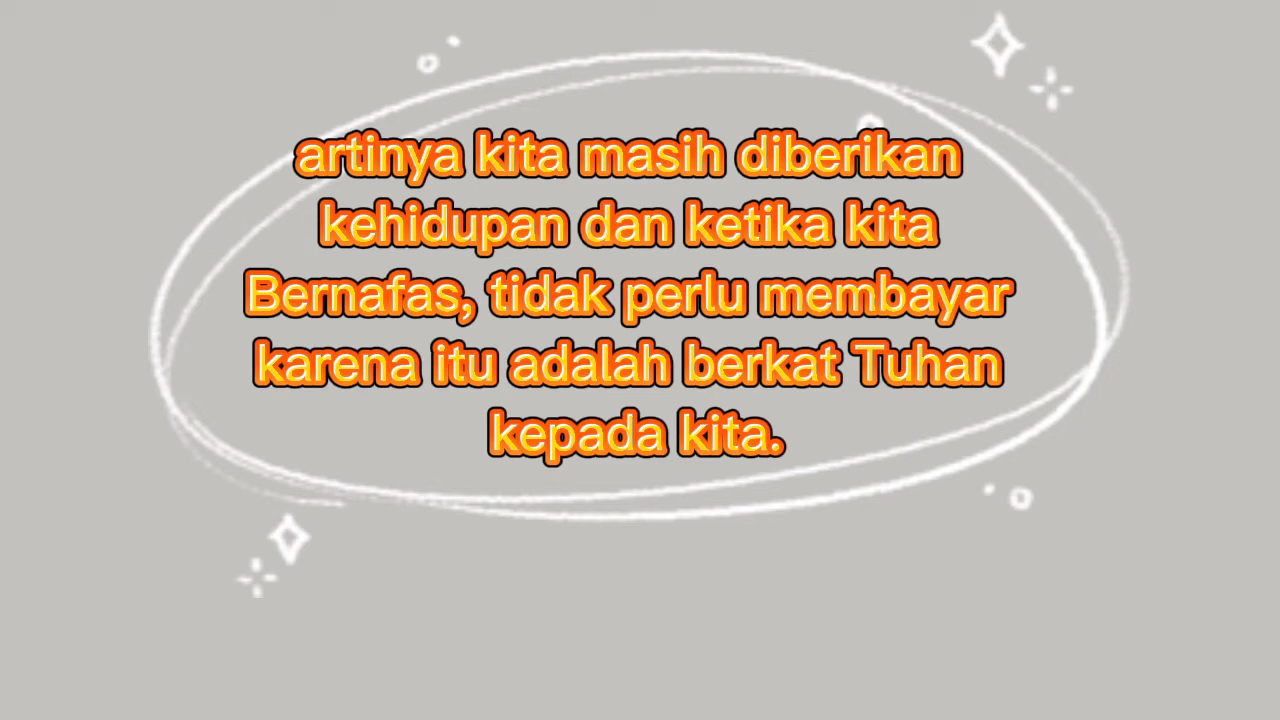 artinya kita masih diberikan
kehidupan dan ketika kita
Bernafas, tidak perlu membayar
karena itu adalah berkat Tuhan
kepada kita.